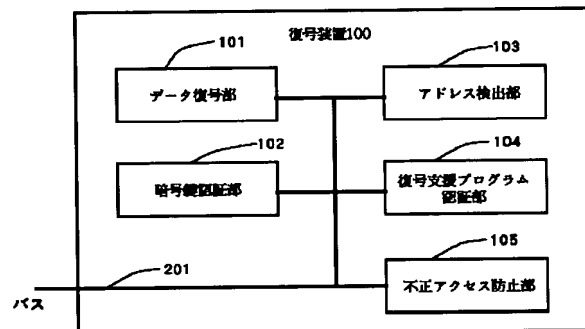 復号装置100
101
データ復号部
103
アドレス検出部
102
暗号鍵認証部
104
復号支援プログラム
認証部
105
不正アクセス防止部
201
バス